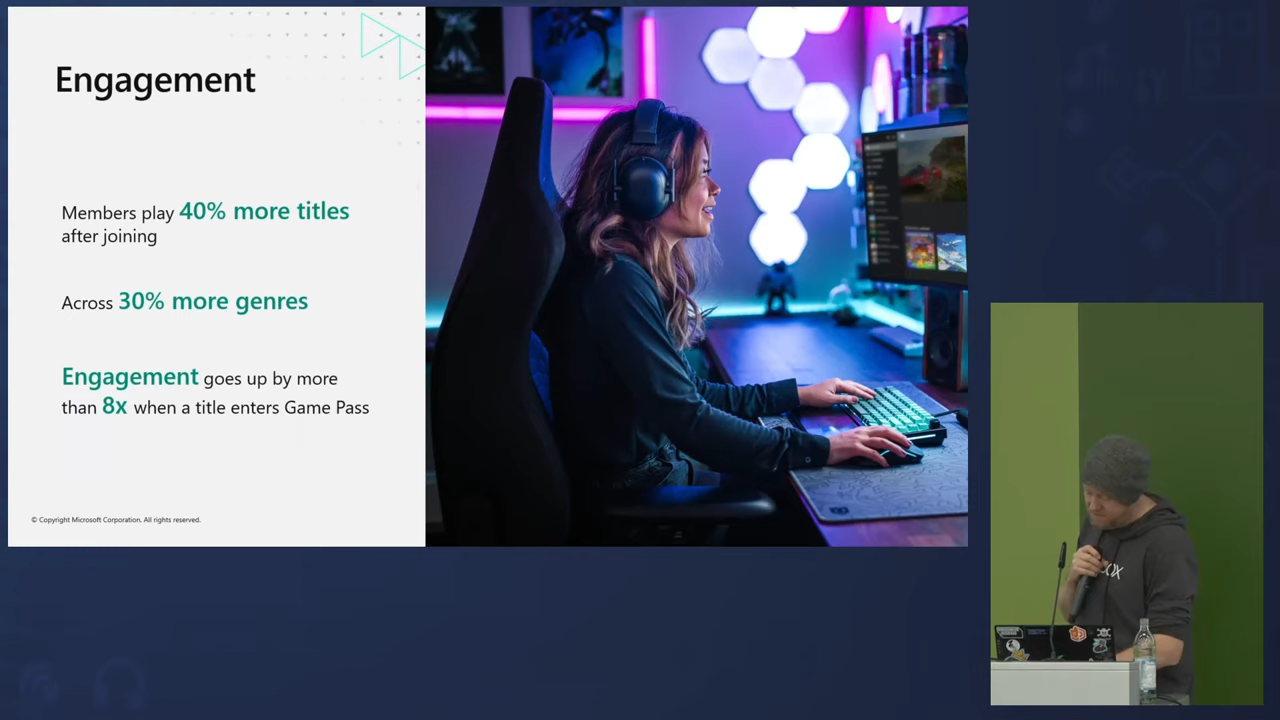 Engagement
Members play 40% more titles
after joining
Across 30% more genres
Engagement goes up by more
than 8x when a title enters Game Pass
© Copyright Microsoft Corporation. All rights reserved.